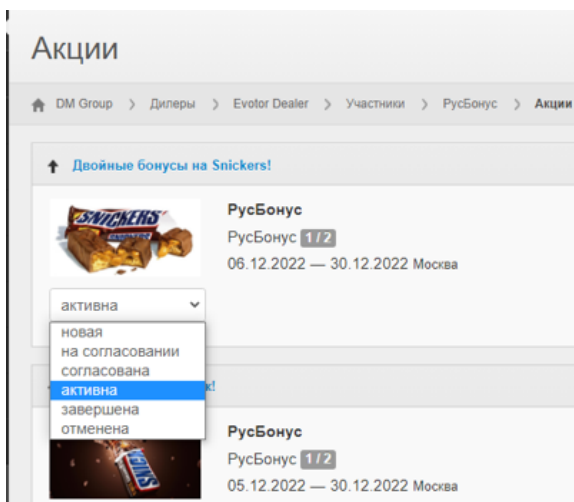 Акции
DM Group > Дилеры > Evotor Dealer > Участники > РусБонус > Акции
Двойные бонусы на Snickers!
SNICKERS
РусБонус
РусБонус 1 / 2
06.12.2022 — 30.12.2022 Москва
активна
новая
на согласовании
согласована
активна
завершена
отменена
РусБонус
РусБонус 1 / 2
05.12.2022 — 30.12.2022 Москва